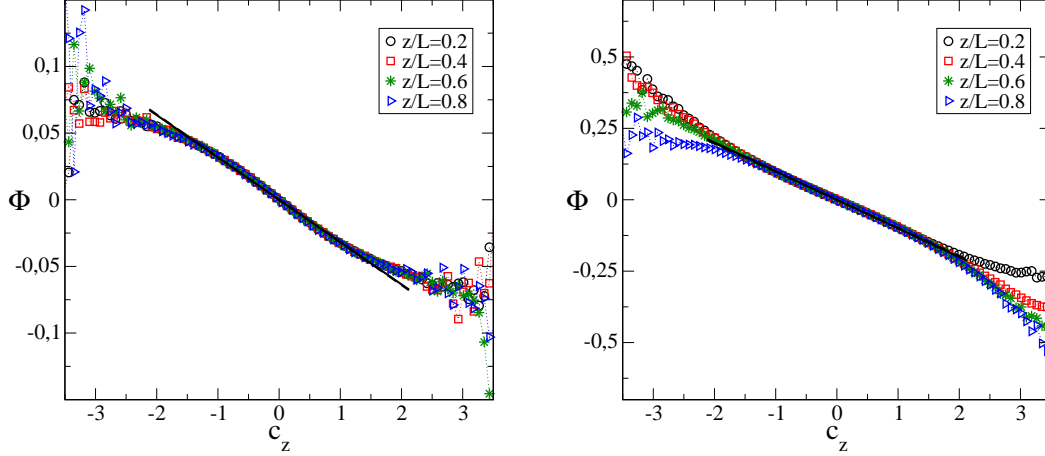 z/L=0.2
z/L=0.4
z/L=0.6
z/L=0.8
0,1
0.05
0
-0.05
-0,1
Φ
-3 -2 -1 0 1 2 3
c_z
z/L=0.2
z/L=0.4
z/L=0.6
z/L=0.8
0,5
0.25
0
-0.25
-0,5
Φ
-3 -2 -1 0 1 2 3
c_z